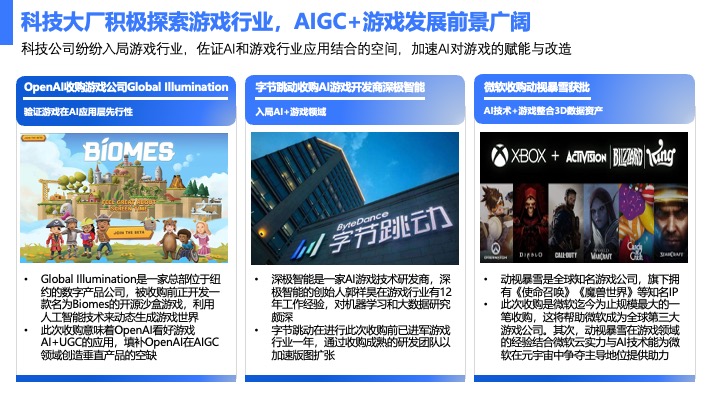 科技大厂积极探索游戏行业，AIGC+游戏发展前景广阔
科技公司纷纷入局游戏行业，佐证AI和游戏行业应用结合的空间，加速AI对游戏的赋能与改造
OpenAI收购游戏公司Global Illumination
验证游戏在AI应用层先行性
BIOMES
JOIN THE BETA
• Global Illumination是一家总部位于纽
约的数字产品公司，被收购前正开发一
款名为Biomes的开源沙盒游戏，利用
人工智能技术来动态生成游戏世界
• 此次收购意味着OpenAI看好游戏
AI+UGC的应用，填补OpenAI在AIGC
领域创造垂直产品的空缺
字节跳动收购AI游戏开发商深极智能
入局AI+游戏领域
ByteDance
字节跳动
• 深极智能是一家AI游戏技术研发商，深
极智能的创始人郭祥昊在游戏行业有12
年工作经验，对机器学习和大数据研究
颇深
• 字节跳动在进行此次收购前已进军游戏
行业一年，通过收购成熟的研发团队以
加速版图扩张
微软收购动视暴雪获批
AI技术+游戏整合3D数据资产
XBOX + ACTIVISION BLIZZARD King
OVERWATCH
DIABLO
CALL OF DUTY
WORLD WARCRAFT
Candy Crush
STARCRAFT
• 动视暴雪是全球知名游戏公司，旗下拥
有《使命召唤》《魔兽世界》等知名IP
• 此次收购是微软迄今为止规模最大的一
笔收购，这将帮助微软成为全球第三大
游戏公司。其次，动视暴雪在游戏领域
的经验结合微软云实力与AI技术能为微
软在元宇宙中争夺主导地位提供助力